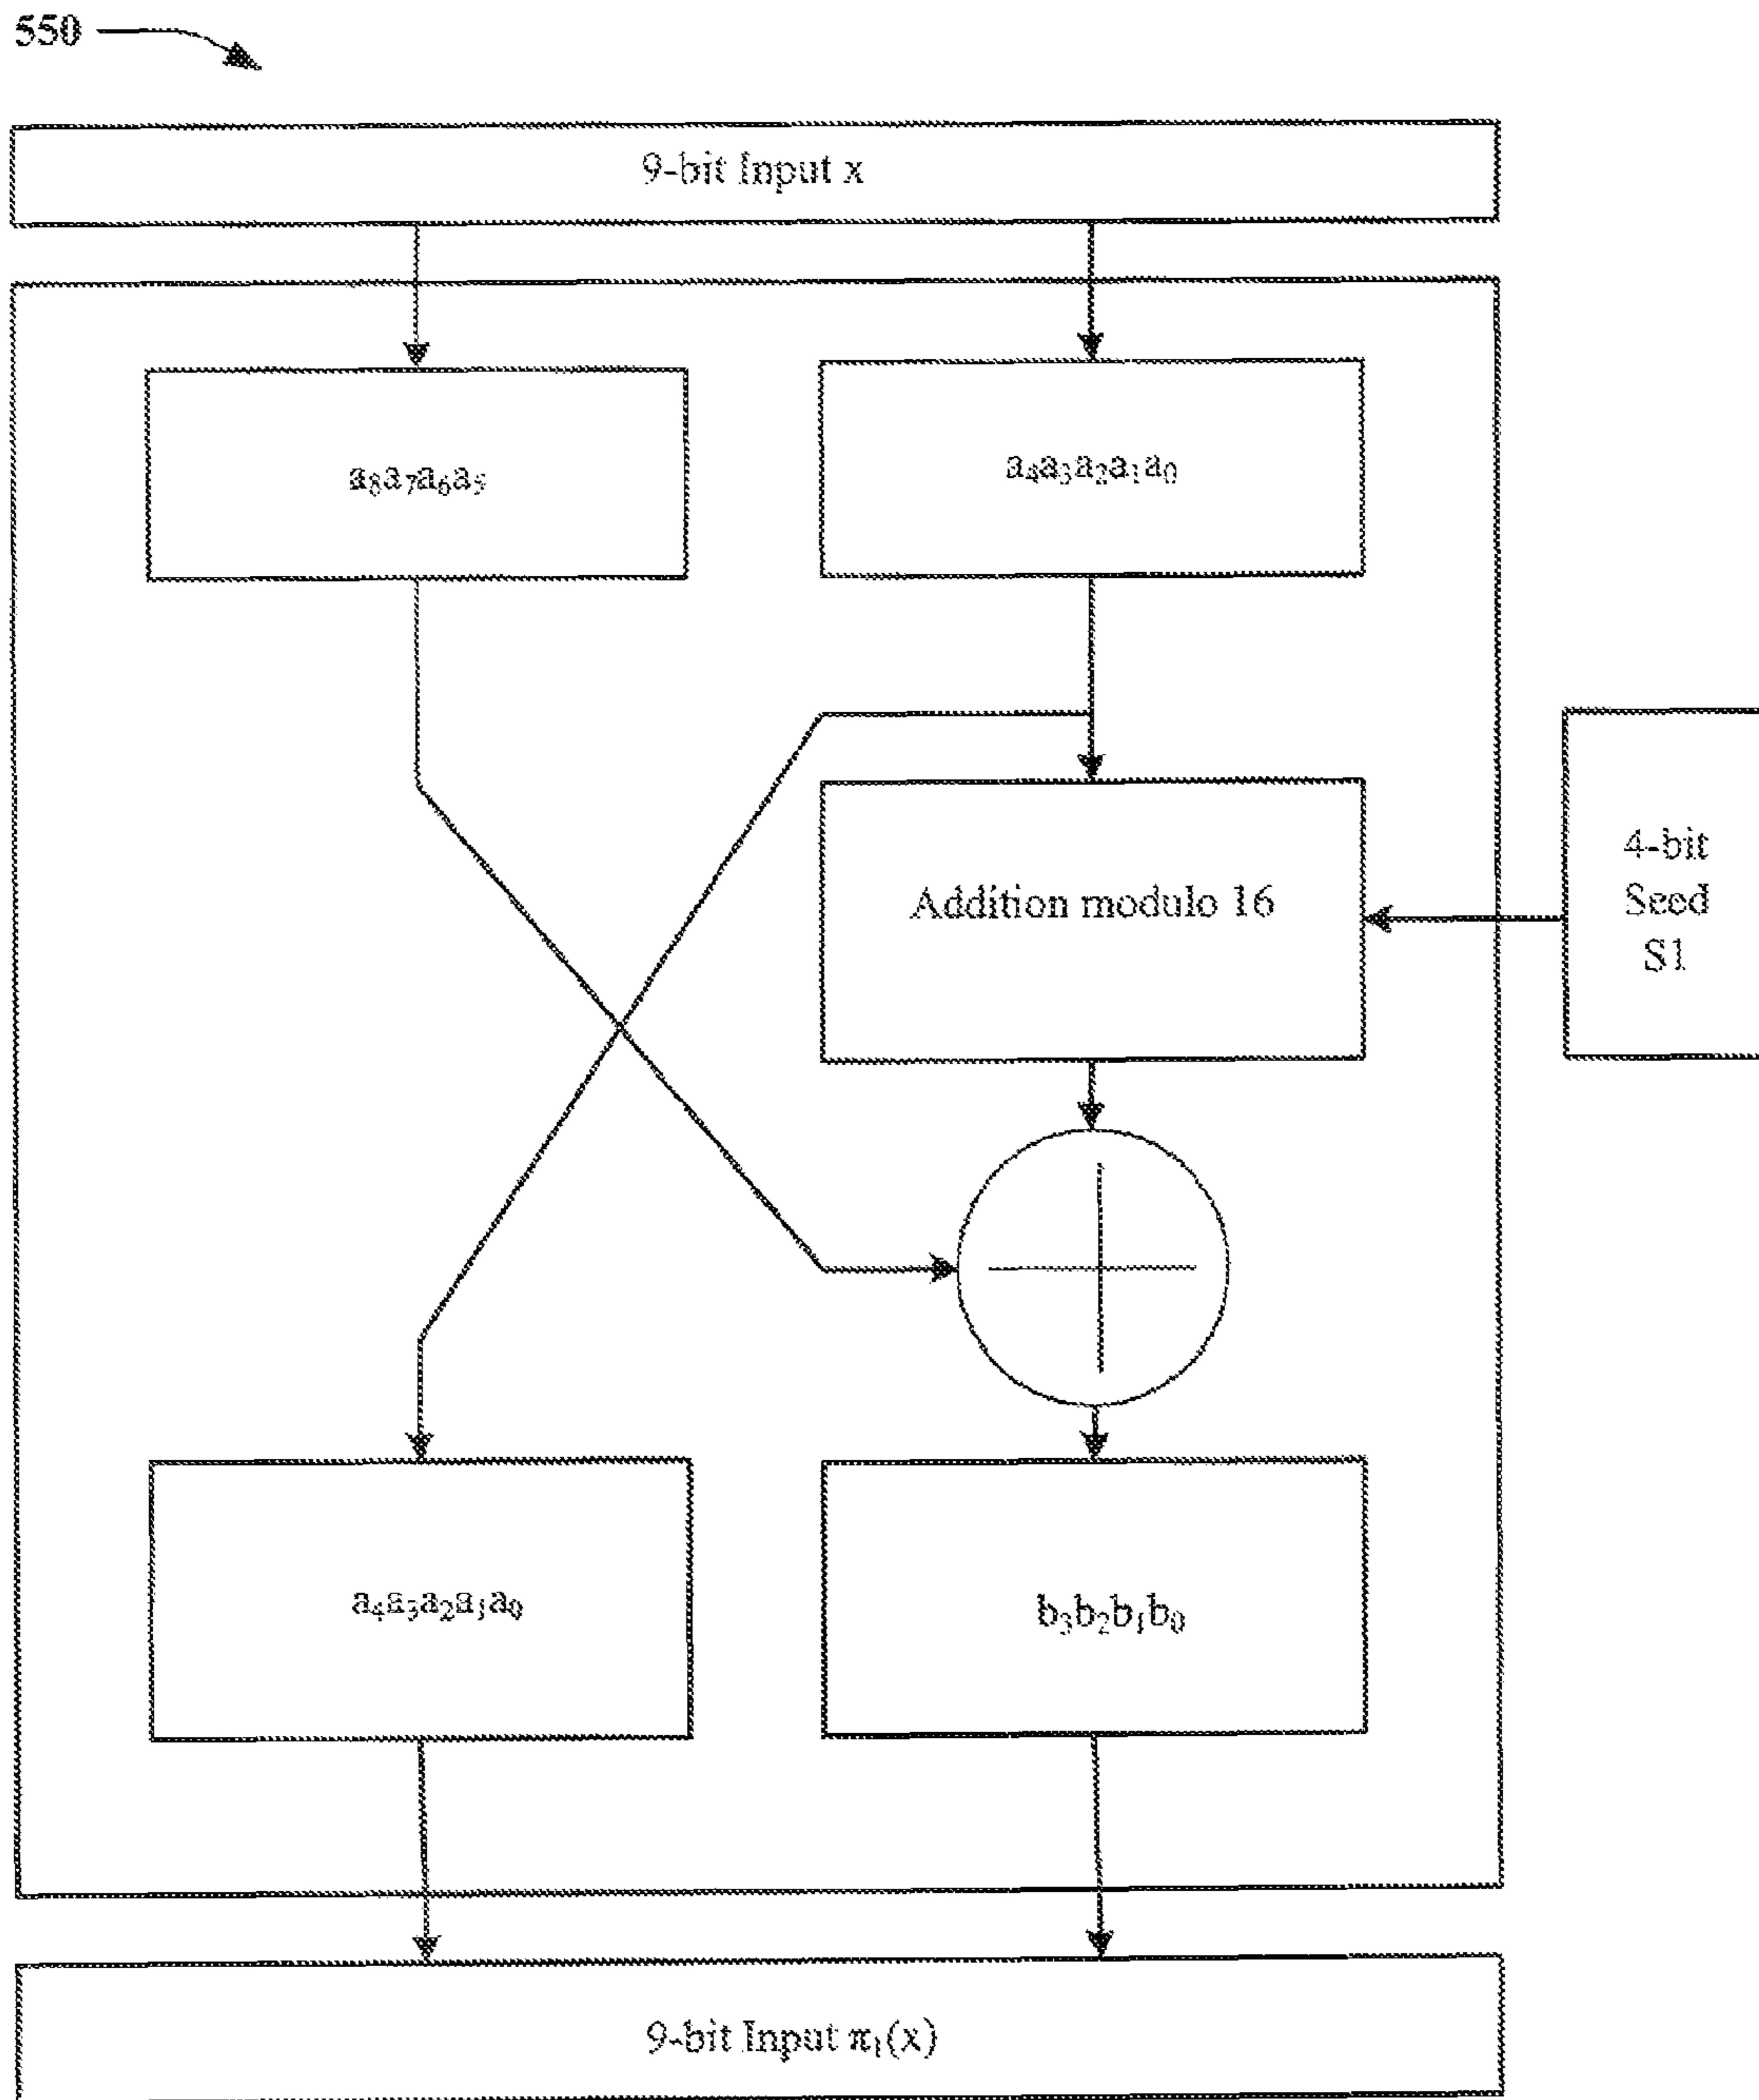 550
9-bit Input x
a₈a₇a₆a₅
a₄a₃a₂a₁a₀
Addition modulo 16
4-bit
Seed
S1
a₄a₃a₂a₁a₀
b₃b₂b₁b₀
9-bit Input π₁(x)